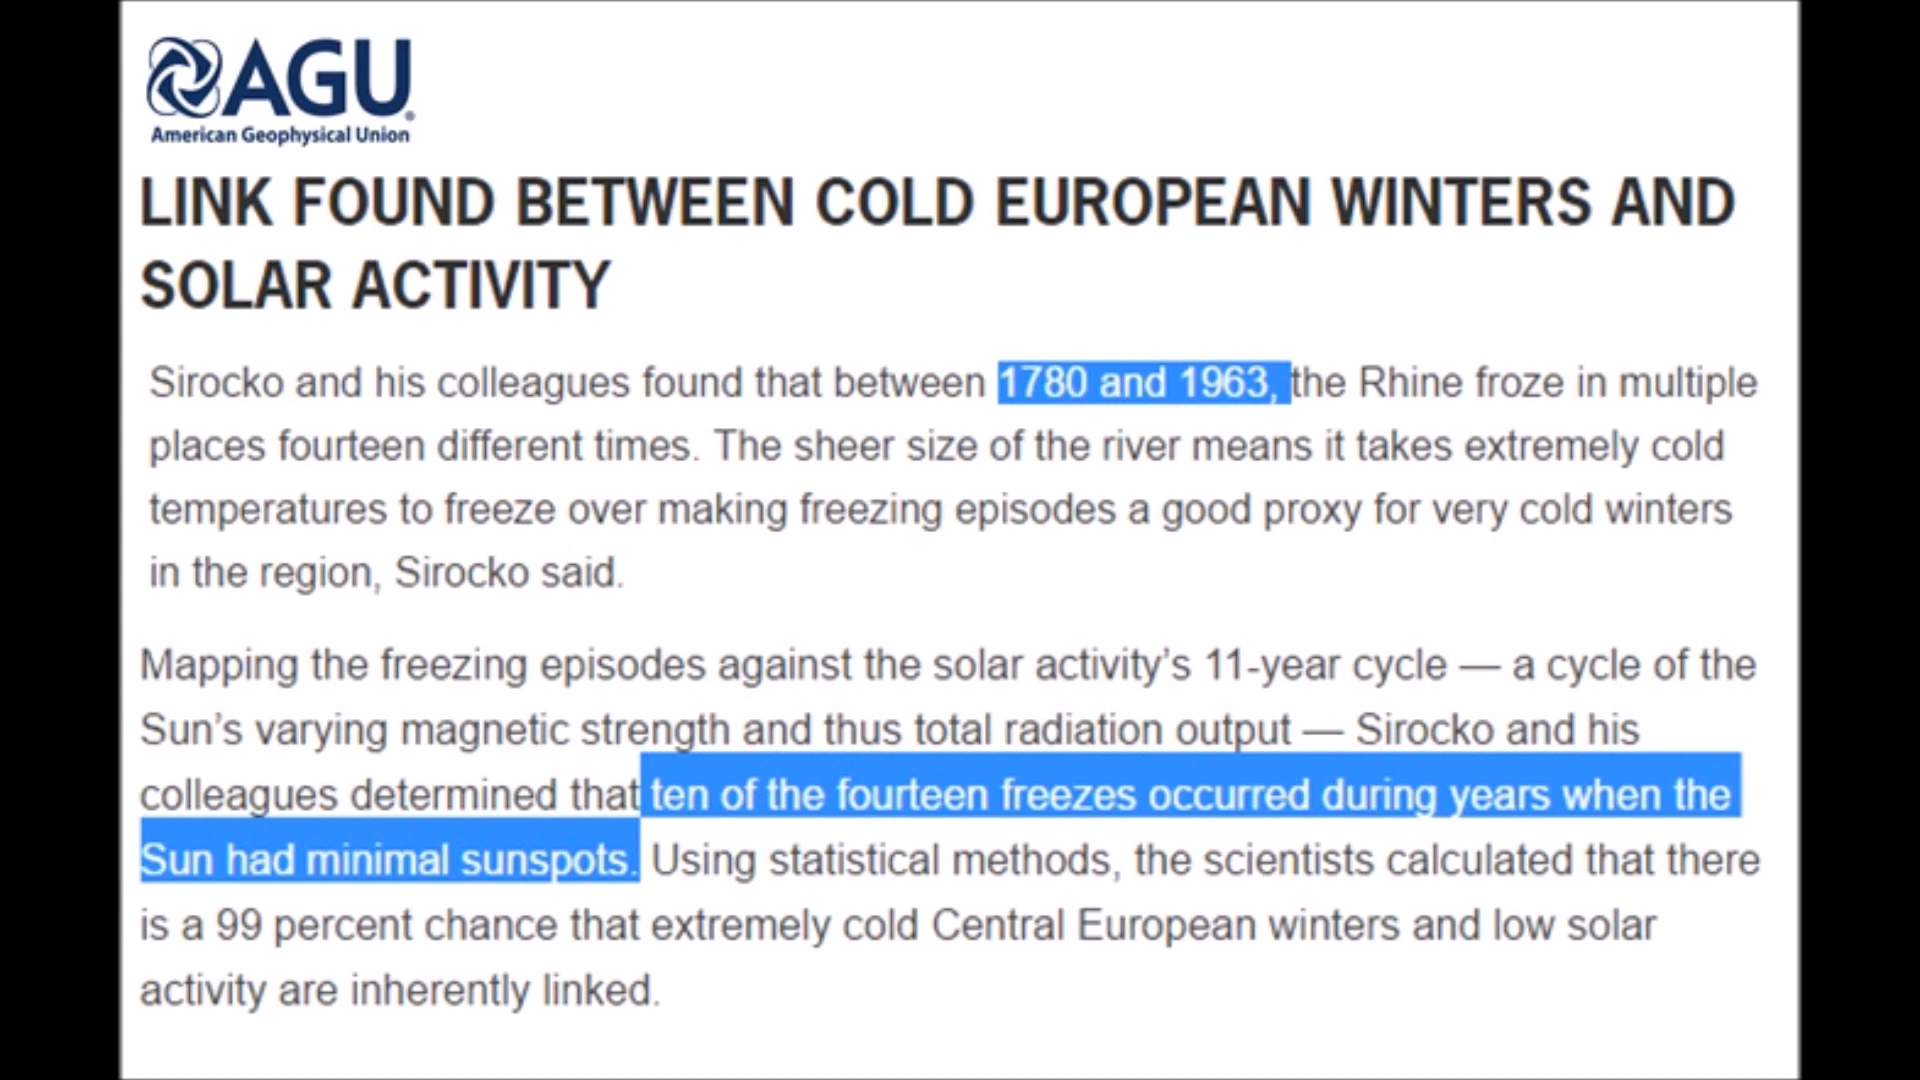 AGU
American Geophysical Union
LINK FOUND BETWEEN COLD EUROPEAN WINTERS AND
SOLAR ACTIVITY
Sirocko and his colleagues found that between 1780 and 1963, the Rhine froze in multiple
places fourteen different times. The sheer size of the river means it takes extremely cold
temperatures to freeze over making freezing episodes a good proxy for very cold winters
in the region, Sirocko said.
Mapping the freezing episodes against the solar activity’s 11-year cycle — a cycle of the
Sun’s varying magnetic strength and thus total radiation output — Sirocko and his
colleagues determined that ten of the fourteen freezes occurred during years when the
Sun had minimal sunspots. Using statistical methods, the scientists calculated that there
is a 99 percent chance that extremely cold Central European winters and low solar
activity are inherently linked.